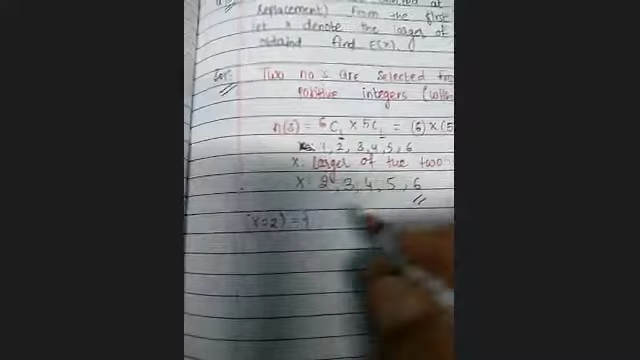 replacement) From the first
let x denote the larger of
obtaind find E(X).
Sol:
Two no's are selected from
positive integers (with
n(s) = ⁶C₁ × 5C₁ = (6) × (5
1, 2, 3, 4, 5, 6
x: larger of the two
X: 2, 3, 4, 5, 6
(X=2) = 1